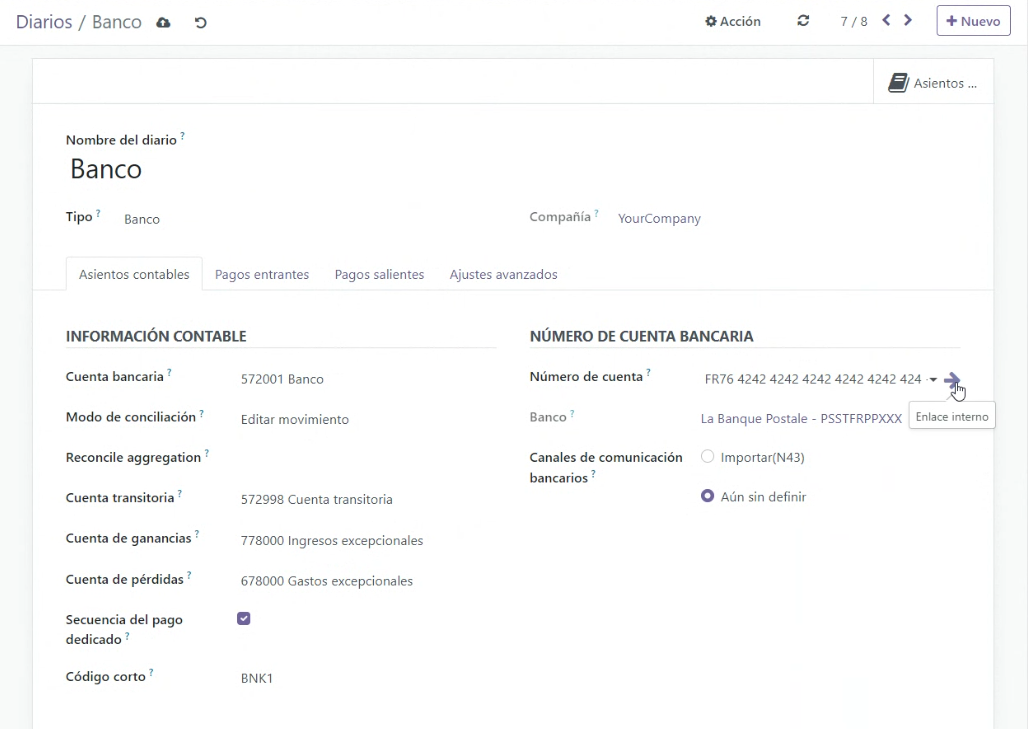 Diarios / Banco
Acción
7 / 8
+ Nuevo
Asientos ...
Nombre del diario ?
Banco
Tipo ? Banco
Compañía ? YourCompany
Asientos contables Pagos entrantes Pagos salientes Ajustes avanzados
INFORMACIÓN CONTABLE
Cuenta bancaria ? 572001 Banco
Modo de conciliación ? Editar movimiento
Reconcile aggregation ?
Cuenta transitoria ? 572998 Cuenta transitoria
Cuenta de ganancias ? 778000 Ingresos excepcionales
Cuenta de pérdidas ? 678000 Gastos excepcionales
Secuencia del pago
dedicado ?
Código corto ? BNK1
NÚMERO DE CUENTA BANCARIA
Número de cuenta ? FR76 4242 4242 4242 4242 4242 424
Banco ? La Banque Postale - PSSTFRPPXXX
Enlace interno
Canales de comunicación
bancarios ?
Importar(N43)
Aún sin definir